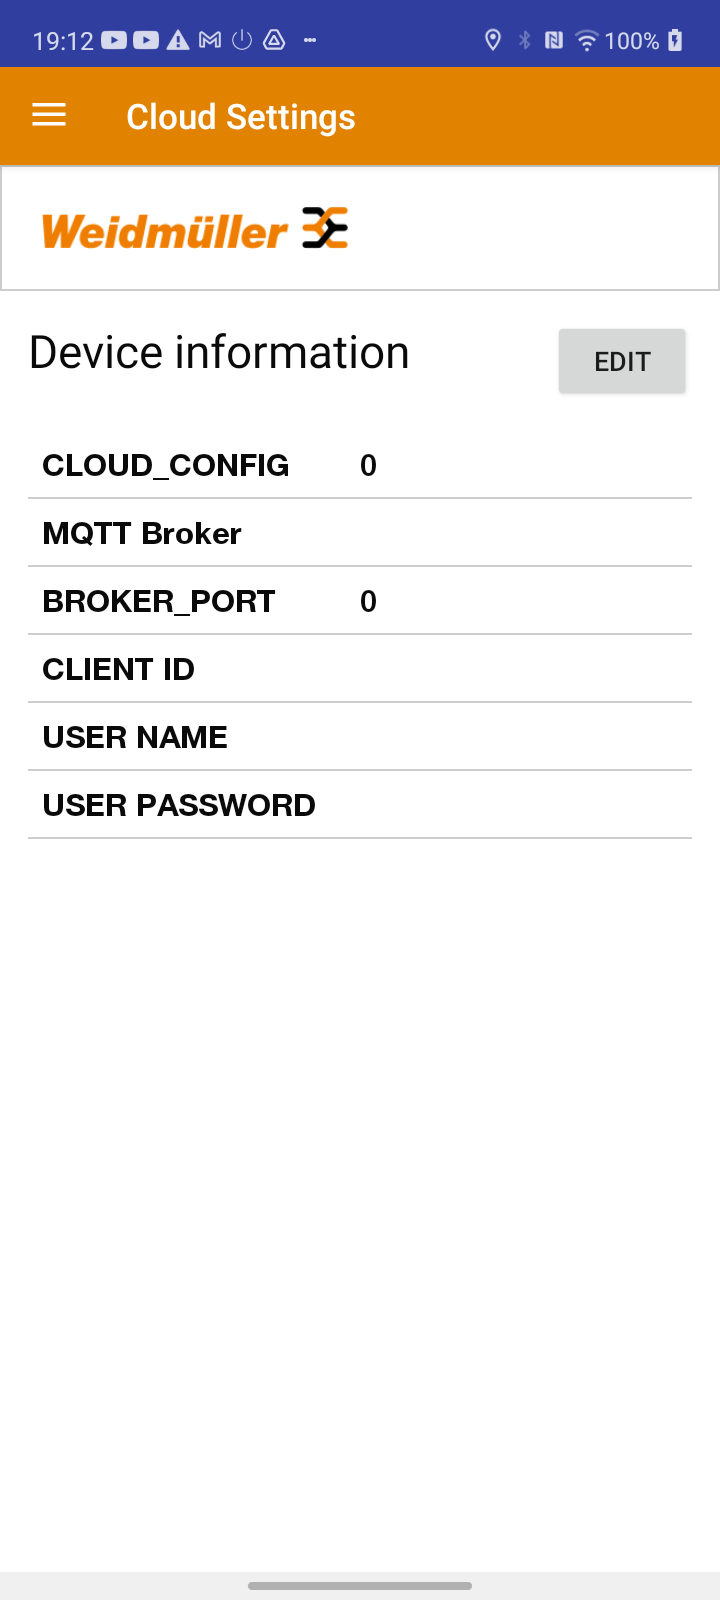 19:12 100%
Cloud Settings
Weidmüller
Device information
EDIT
CLOUD_CONFIG 0
MQTT Broker
BROKER_PORT 0
CLIENT ID
USER NAME
USER PASSWORD